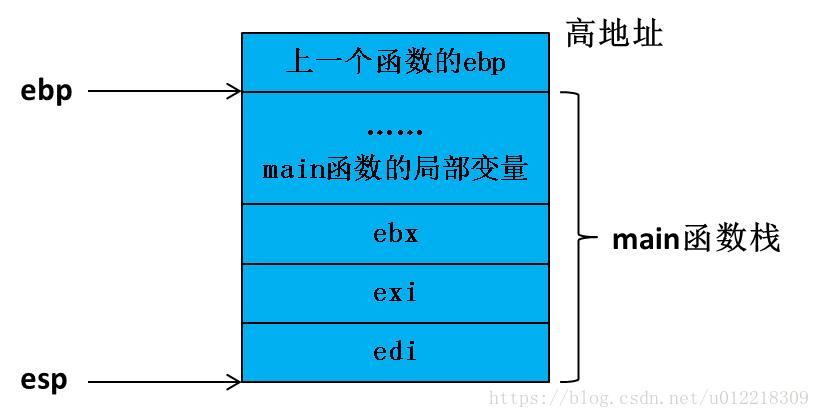 高地址
上一个函数的ebp
ebp
......
main函数的局部变量
ebx
main函数栈
exi
edi
esp
https://blog.csdn.net/u012218309